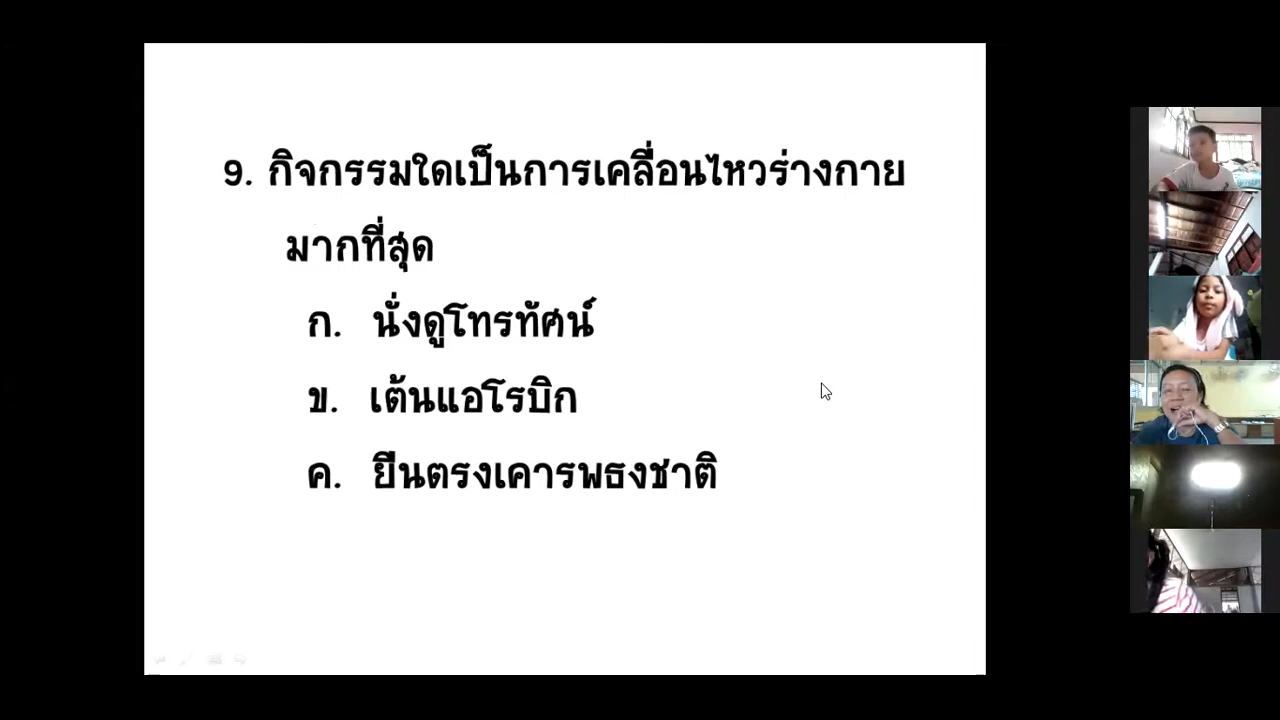 9. กิจกรรมใดเป็นการเคลื่อนไหวร่างกาย
มากที่สุด
ก. นั่งดูโทรทัศน์
ข. เต้นแอโรบิก
ค. ยืนตรงเคารพธงชาติ